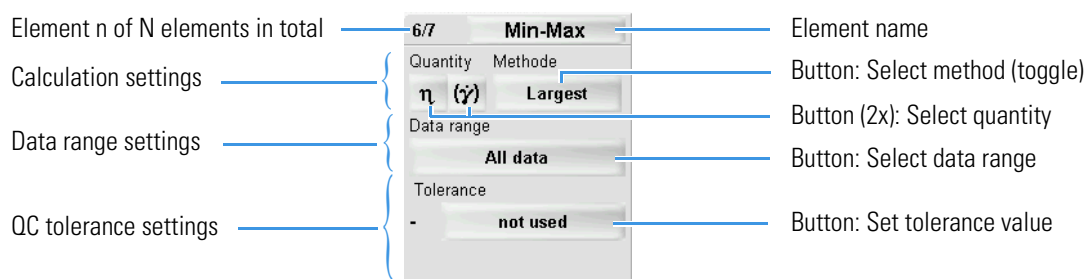 Element n of N elements in total
6/7
Min-Max
Element name
Quantity Methode
Calculation settings
Button: Select method (toggle)
η (γ̇) Largest
Button (2x): Select quantity
Data range
Data range settings
All data
Button: Select data range
Tolerance
QC tolerance settings
- not used
Button: Set tolerance value